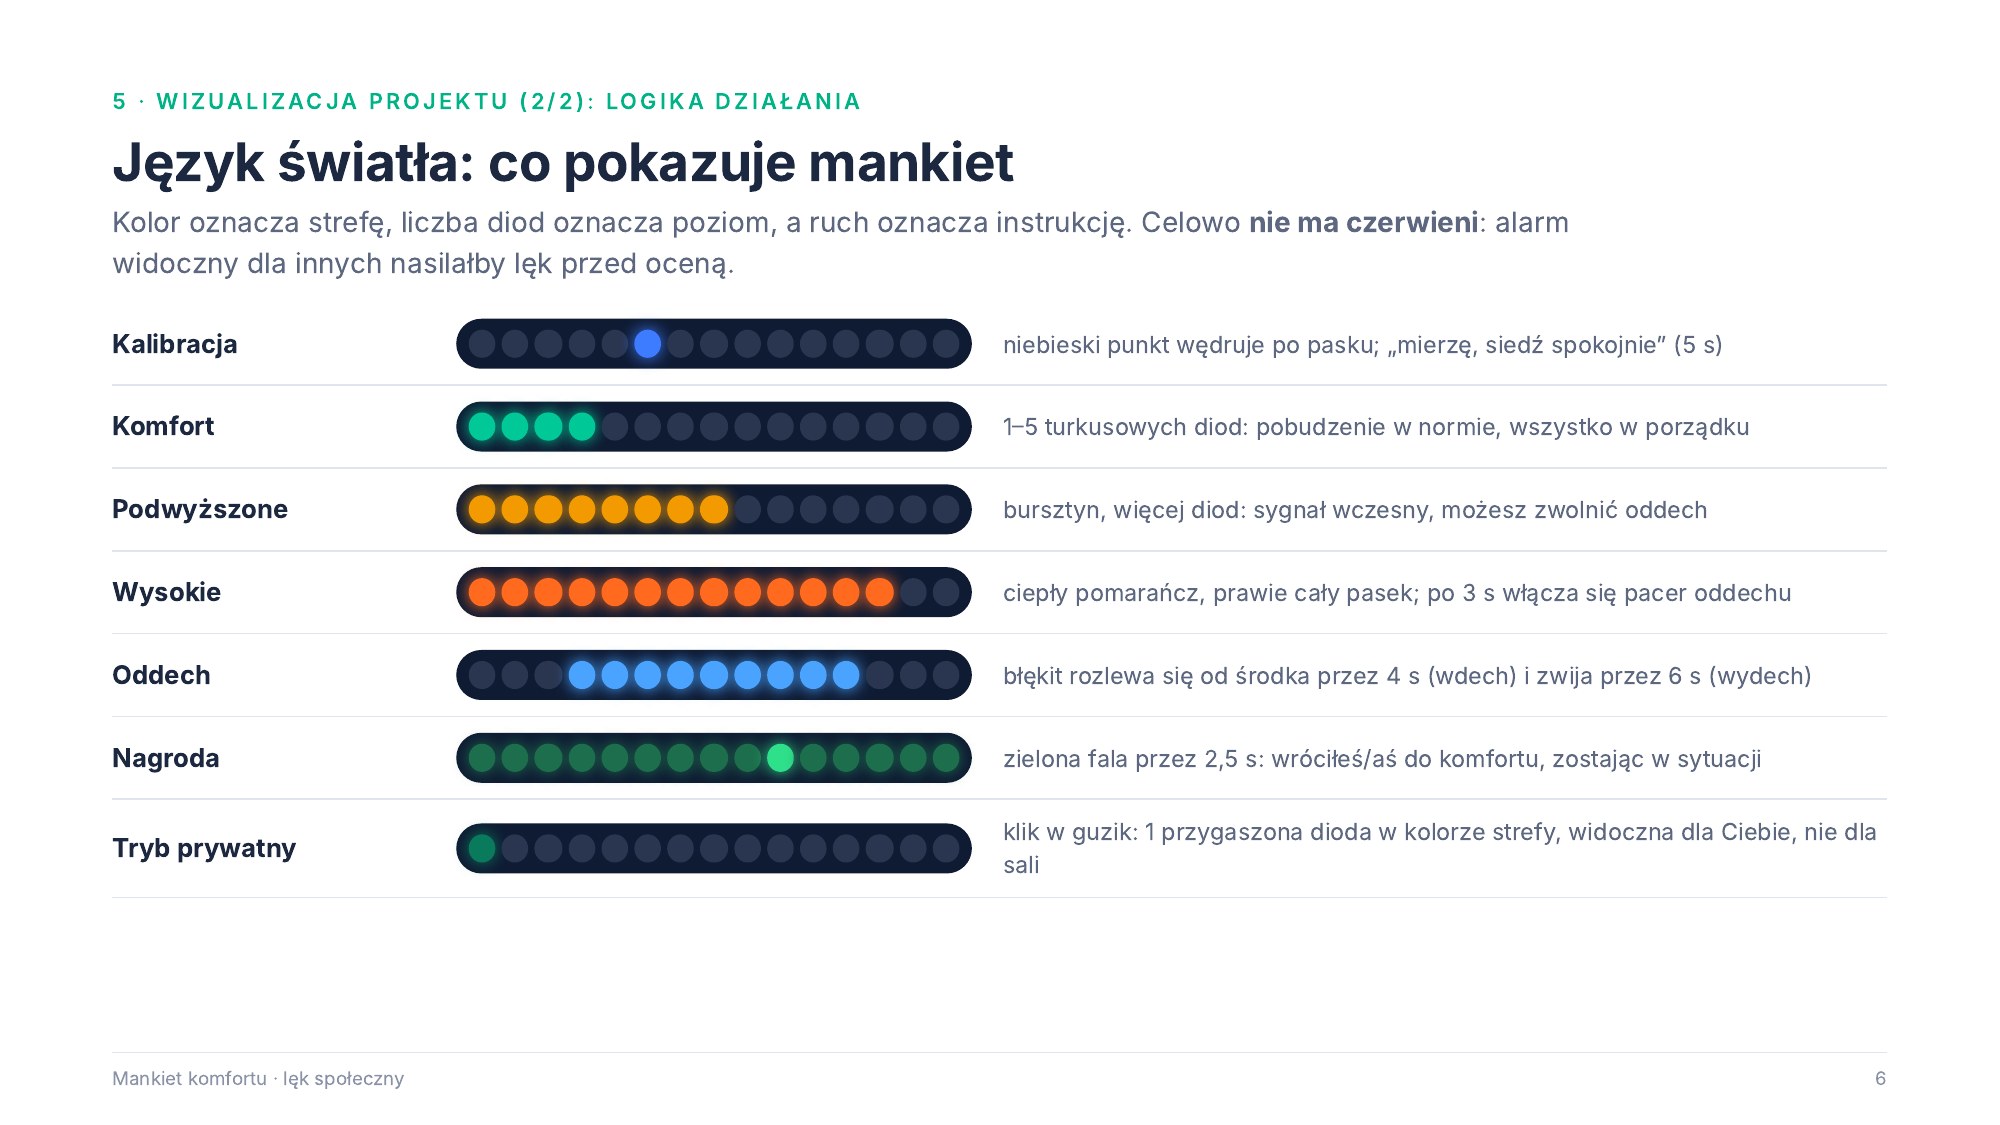 5 · WIZUALIZACJA PROJEKTU (2/2): LOGIKA DZIAŁANIA
Język światła: co pokazuje mankiet
Kolor oznacza strefę, liczba diod oznacza poziom, a ruch oznacza instrukcję. Celowo nie ma czerwieni: alarm
widoczny dla innych nasilałby lęk przed oceną.
Kalibracja
niebieski punkt wędruje po pasku; „mierzę, siedź spokojnie” (5 s)
Komfort
1–5 turkusowych diod: pobudzenie w normie, wszystko w porządku
Podwyższone
bursztyn, więcej diod: sygnał wczesny, możesz zwolnić oddech
Wysokie
ciepły pomarańcz, prawie cały pasek; po 3 s włącza się pacer oddechu
Oddech
błękit rozlewa się od środka przez 4 s (wdech) i zwija przez 6 s (wydech)
Nagroda
zielona fala przez 2,5 s: wróciłeś/aś do komfortu, zostając w sytuacji
Tryb prywatny
klik w guzik: 1 przygaszona dioda w kolorze strefy, widoczna dla Ciebie, nie dla
sali
Mankiet komfortu · lęk społeczny
6